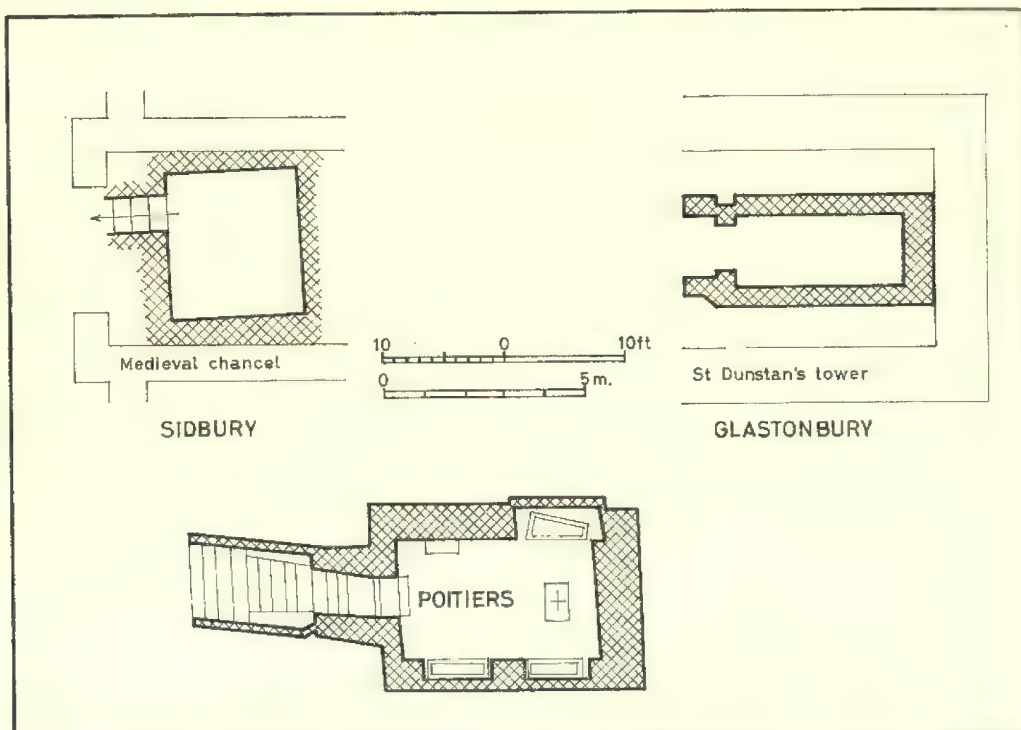 10 0 10ft
Medieval chancel
0 5m.
St Dunstan's tower
SIDBURY
GLASTONBURY
POITIERS